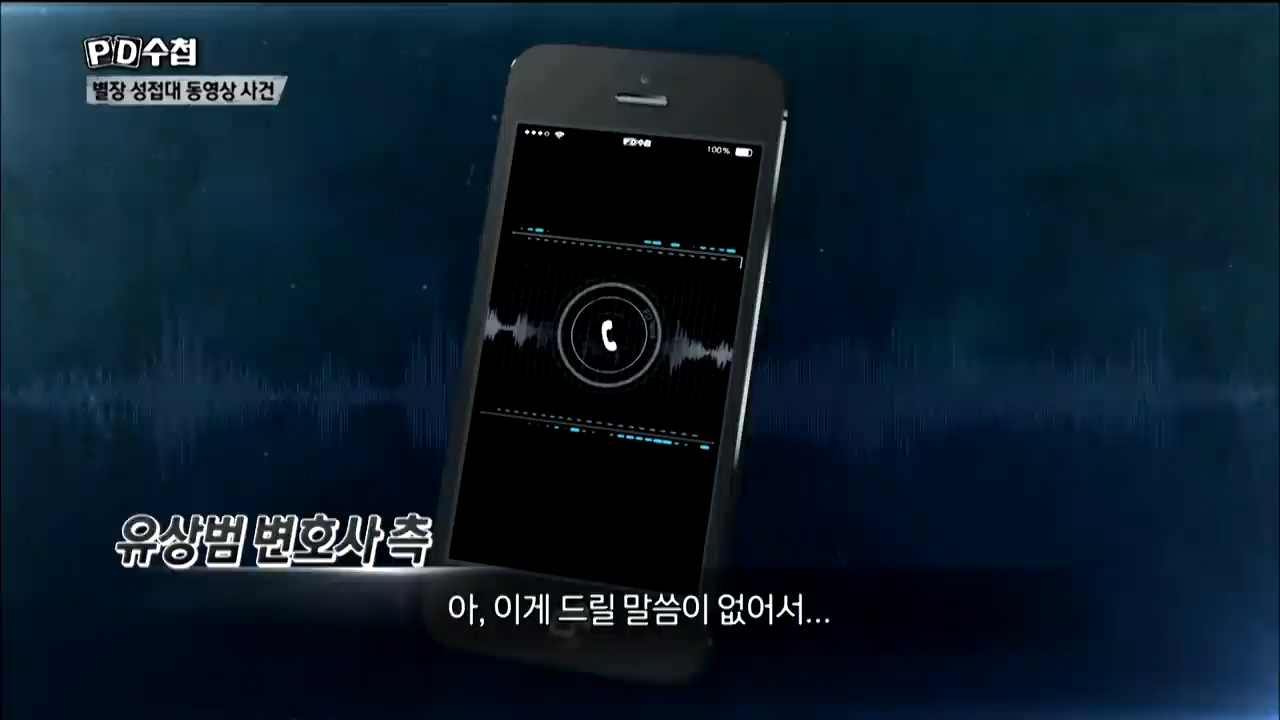 PD수첩
별장 성접대 동영상 사건
PD수첩
100%
유상범 변호사 측
아, 이게 드릴 말씀이 없어서...